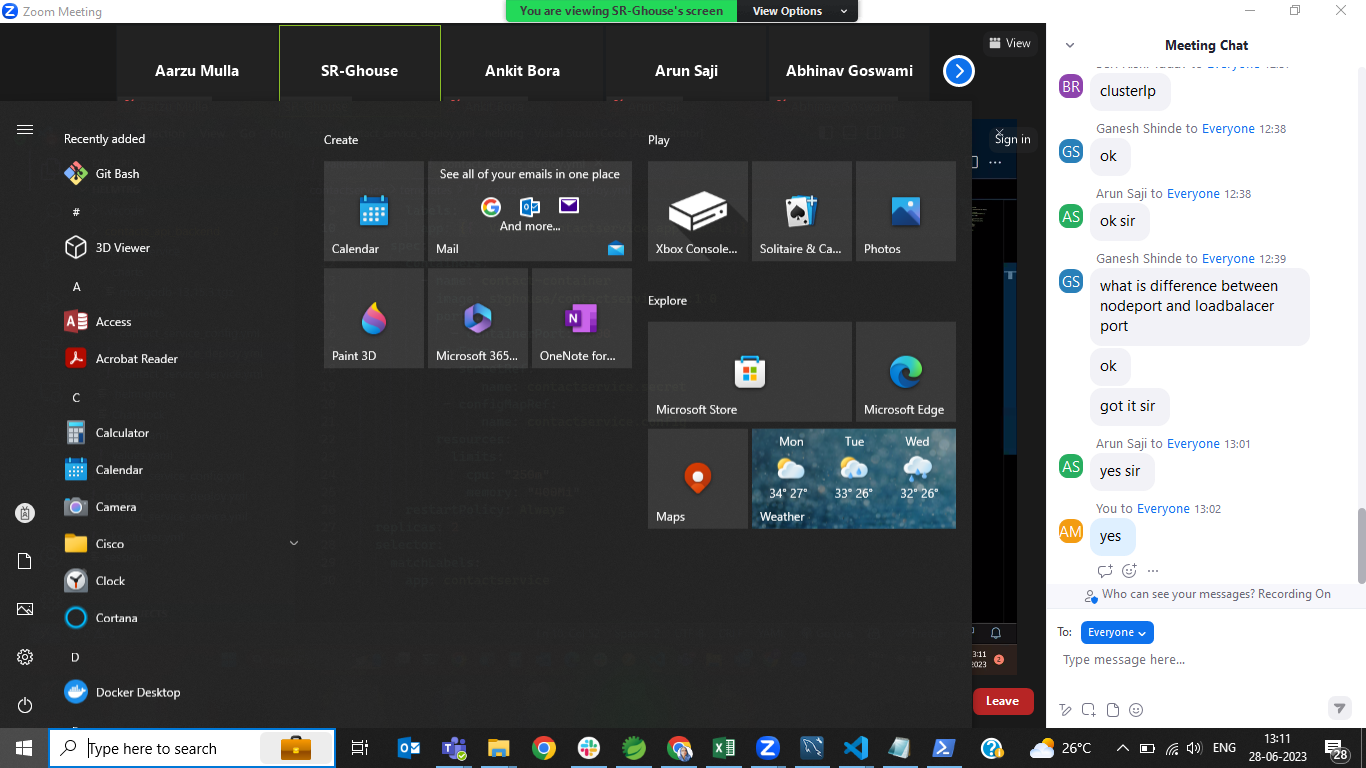 Zoom Meeting
You are viewing SR-Ghouse's screen
View Options
Aarzu Mulla
SR-Ghouse
Ankit Bora
Arun Saji
Abhinav Goswami
View
Sign in
Recently added
Git Bash
#
3D Viewer
A
Access
Acrobat Reader
C
Calculator
Calendar
Camera
Cisco
Clock
Cortana
D
Docker Desktop
Create
Calendar
See all of your emails in one place
And more...
Mail
Paint 3D
Microsoft 365...
OneNote for...
Play
Xbox Console...
Solitaire & Ca...
Photos
Explore
Microsoft Store
Microsoft Edge
Maps
Mon Tue Wed
34° 27° 33° 26° 32° 26°
Weather
Leave
Meeting Chat
BR
clusterIp
Ganesh Shinde to Everyone 12:38
GS
ok
Arun Saji to Everyone 12:38
AS
ok sir
Ganesh Shinde to Everyone 12:39
GS
what is difference between
nodeport and loadbalacer
port
ok
got it sir
Arun Saji to Everyone 13:01
AS
yes sir
You to Everyone 13:02
AM
yes
Who can see your messages? Recording On
To: Everyone
Type message here...
Type here to search
26°C
ENG
13:11
28-06-2023
28